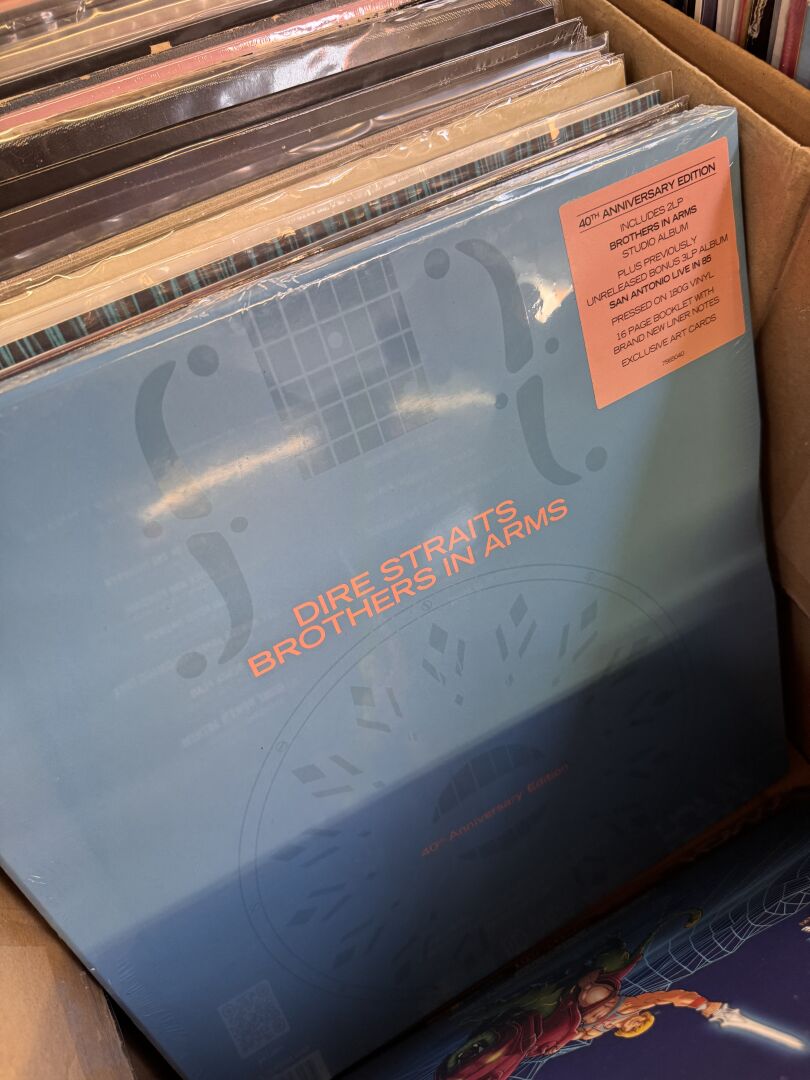 40TH ANNIVERSARY EDITION
INCLUDES 2LP
BROTHERS IN ARMS
STUDIO ALBUM
PLUS PREVIOUSLY
UNRELEASED BONUS 3LP ALBUM
SAN ANTONIO LIVE IN 85
PRESSED ON 180G VINYL
16 PAGE BOOKLET WITH
BRAND NEW LINER NOTES
EXCLUSIVE ART CARDS
DIRE STRAITS
BROTHERS IN ARMS
40th Anniversary Edition